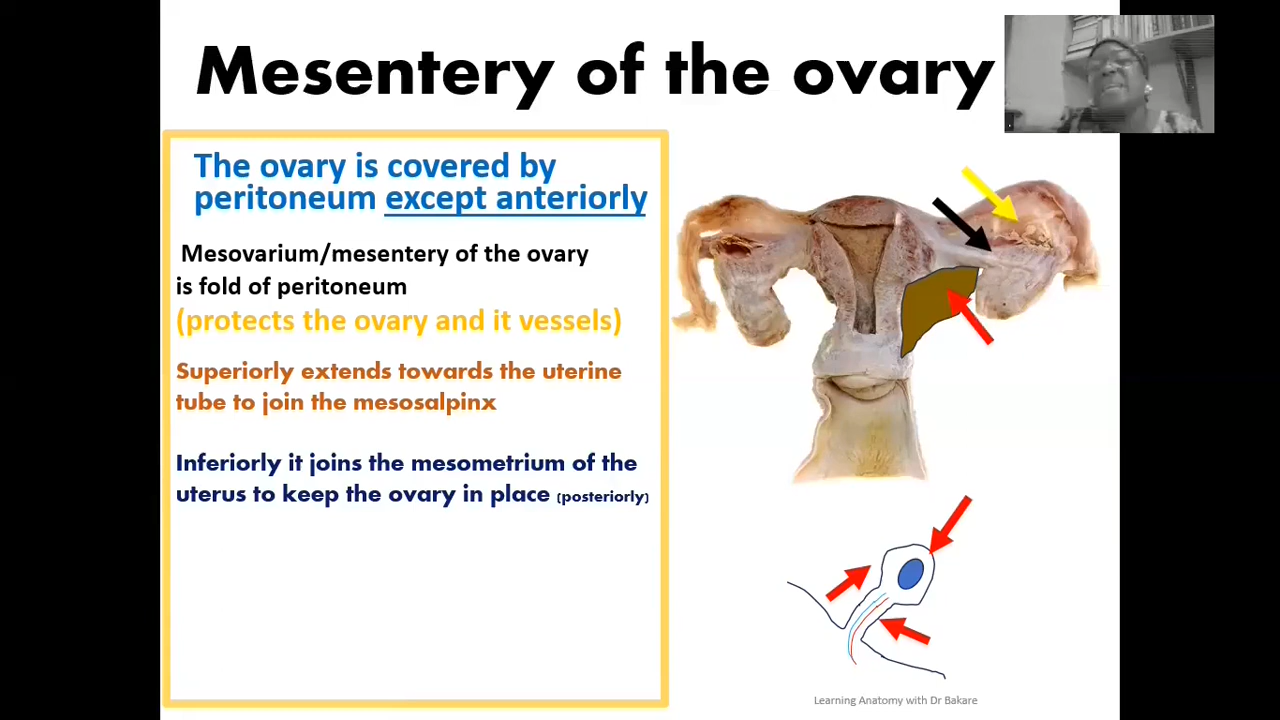 Mesentery of the ovary
The ovary is covered by
peritoneum except anteriorly
Mesovarium/mesentery of the ovary
is fold of peritoneum
(protects the ovary and it vessels)
Superiorly extends towards the uterine
tube to join the mesosalpinx
Inferiorly it joins the mesometrium of the
uterus to keep the ovary in place (posteriorly)
Learning Anatomy with Dr Bakare